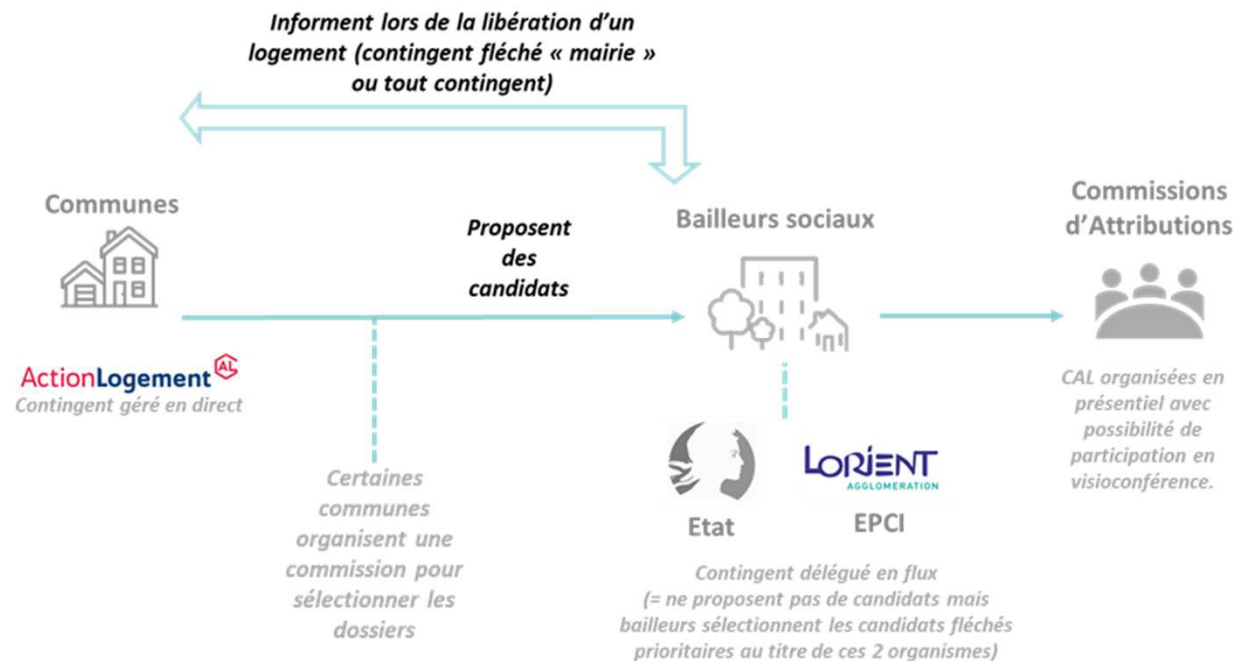 Informent lors de la libération d’un
logement (contingent fléché « mairie »
ou tout contingent)
Communes
Proposent
des
candidats
Bailleurs sociaux
Commissions
d’Attributions
ActionLogement AL
Contingent géré en direct
CAL organisées en
présentiel avec
possibilité de
participation en
visioconférence.
Certaines
communes
organisent une
commission pour
sélectionner les
dossiers
LORIENT
AGGLOMERATION
Etat
EPCI
Contingent délégué en flux
(= ne proposent pas de candidats mais
bailleurs sélectionnent les candidats fléchés
prioritaires au titre de ces 2 organismes)